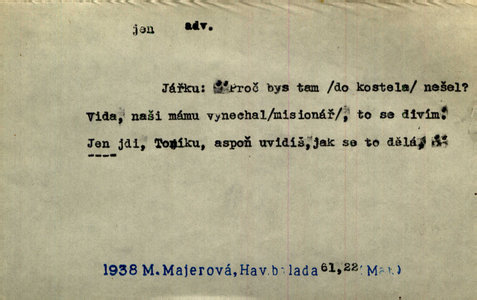 jen adv.
Jářku: Proč bys tam /do kostela/ nešel?
Vida, naši mámu vynechal/misionář/, to se divím.
Jen jdi, Toníku, aspoň uvidíš, jak se to dělá,
1938 M. Majerová, Hav.balada 61,22 Maj.)